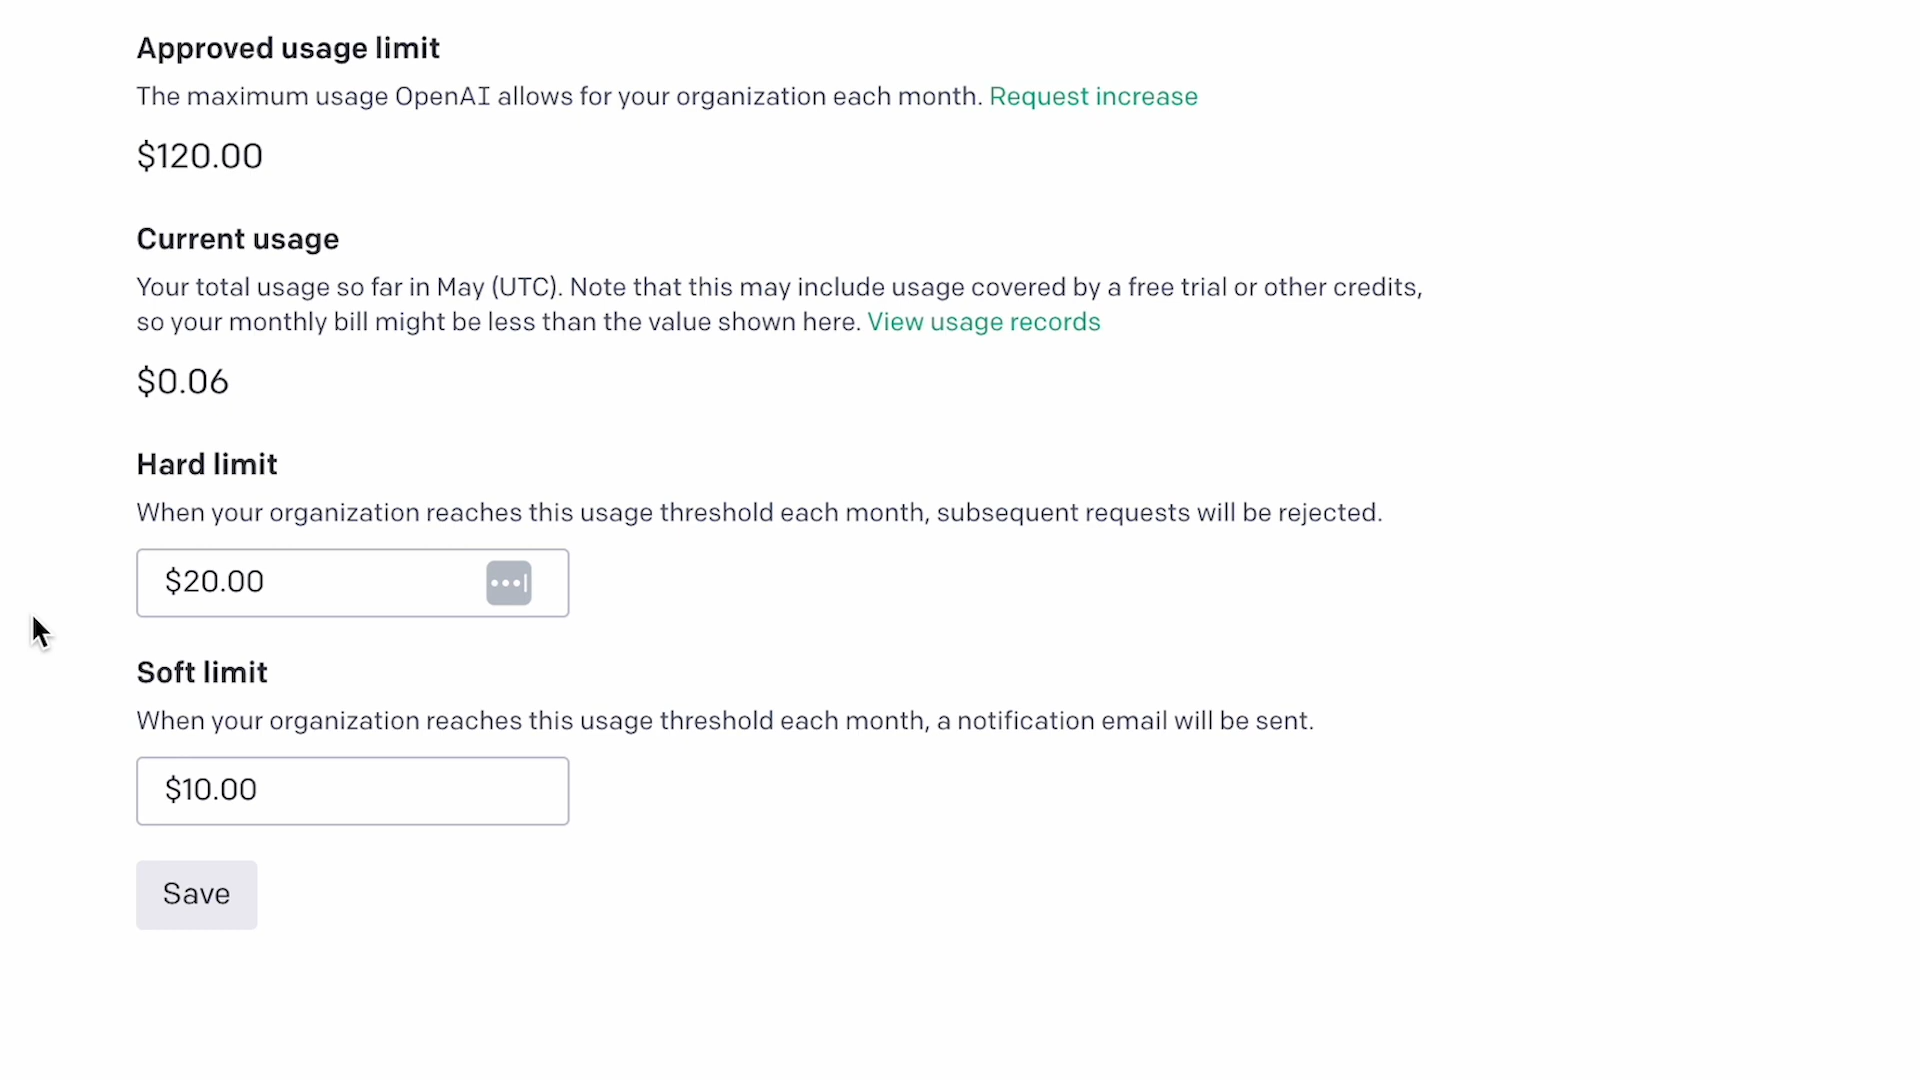 Approved usage limit
The maximum usage OpenAI allows for your organization each month. Request increase
$120.00
Current usage
Your total usage so far in May (UTC). Note that this may include usage covered by a free trial or other credits,
so your monthly bill might be less than the value shown here. View usage records
$0.06
Hard limit
When your organization reaches this usage threshold each month, subsequent requests will be rejected.
$20.00
Soft limit
When your organization reaches this usage threshold each month, a notification email will be sent.
$10.00
Save